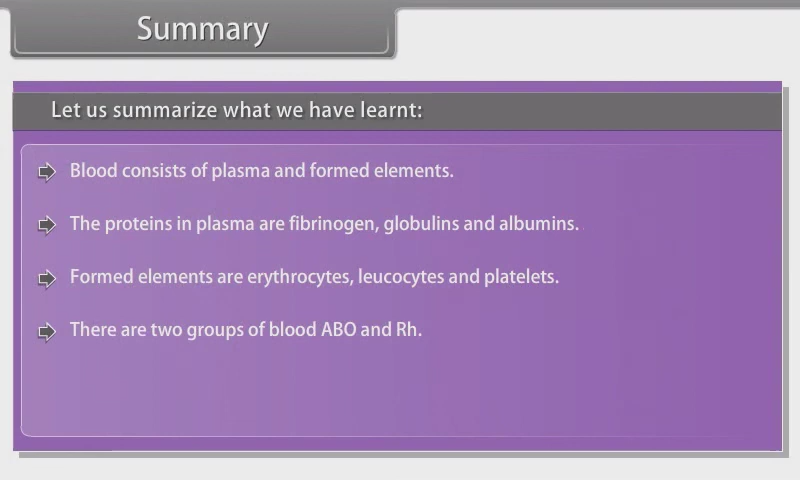 Summary
Let us summarize what we have learnt:
Blood consists of plasma and formed elements.
The proteins in plasma are fibrinogen, globulins and albumins.
Formed elements are erythrocytes, leucocytes and platelets.
There are two groups of blood ABO and Rh.